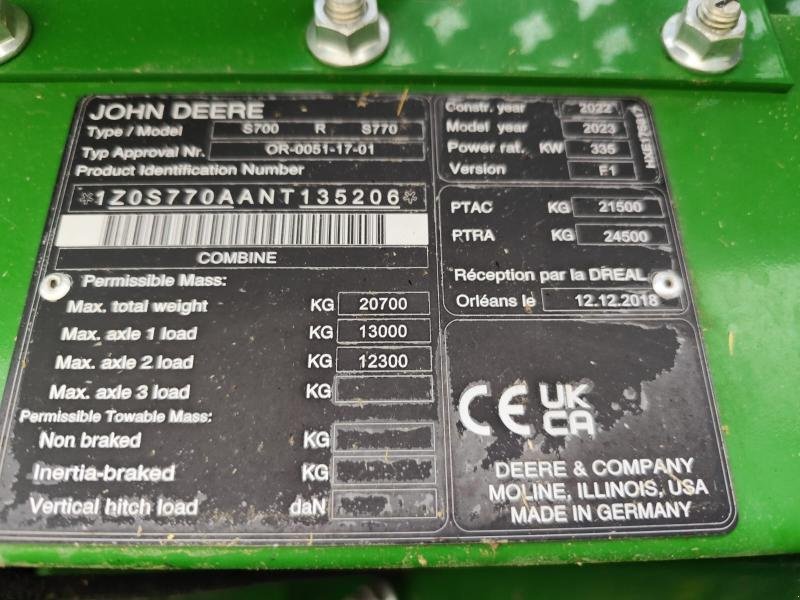 JOHN DEERE
Type / Model S700 R S770
Typ Approval Nr. OR-0051-17-01
Product Identification Number
*1Z0S770AANT135206*
COMBINE
Permissible Mass:
Max. total weight KG 20700
Max. axle 1 load KG 13000
Max. axle 2 load KG 12300
Max. axle 3 load KG
Permissible Towable Mass:
Non braked KG
Inertia-braked KG
Vertical hitch load daN
Constr. year 2022
Model year 2023
Power rat. KW 335
Version F1
PTAC KG 21500
PTRA KG 24500
Réception par la DREAL
Orléans le 12.12.2018
CE UK
CA
DEERE & COMPANY
MOLINE, ILLINOIS, USA
MADE IN GERMANY